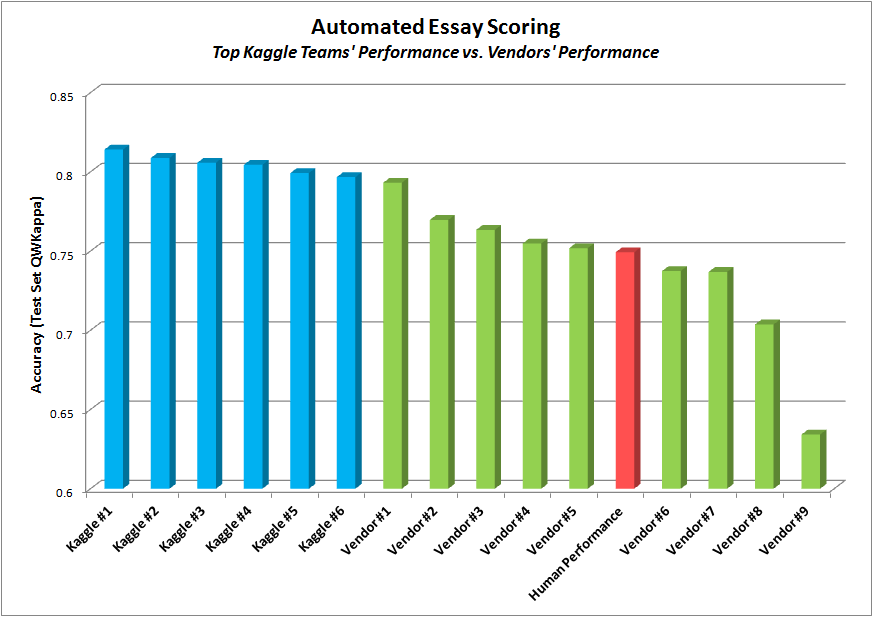 Automated Essay Scoring
Top Kaggle Teams' Performance vs. Vendors' Performance
Accuracy (Test Set QWKappa)
0.85
0.8
0.75
0.7
0.65
0.6
Kaggle #1
Kaggle #2
Kaggle #3
Kaggle #4
Kaggle #5
Kaggle #6
Vendor #1
Vendor #2
Vendor #3
Vendor #4
Vendor #5
Human Performance
Vendor #6
Vendor #7
Vendor #8
Vendor #9